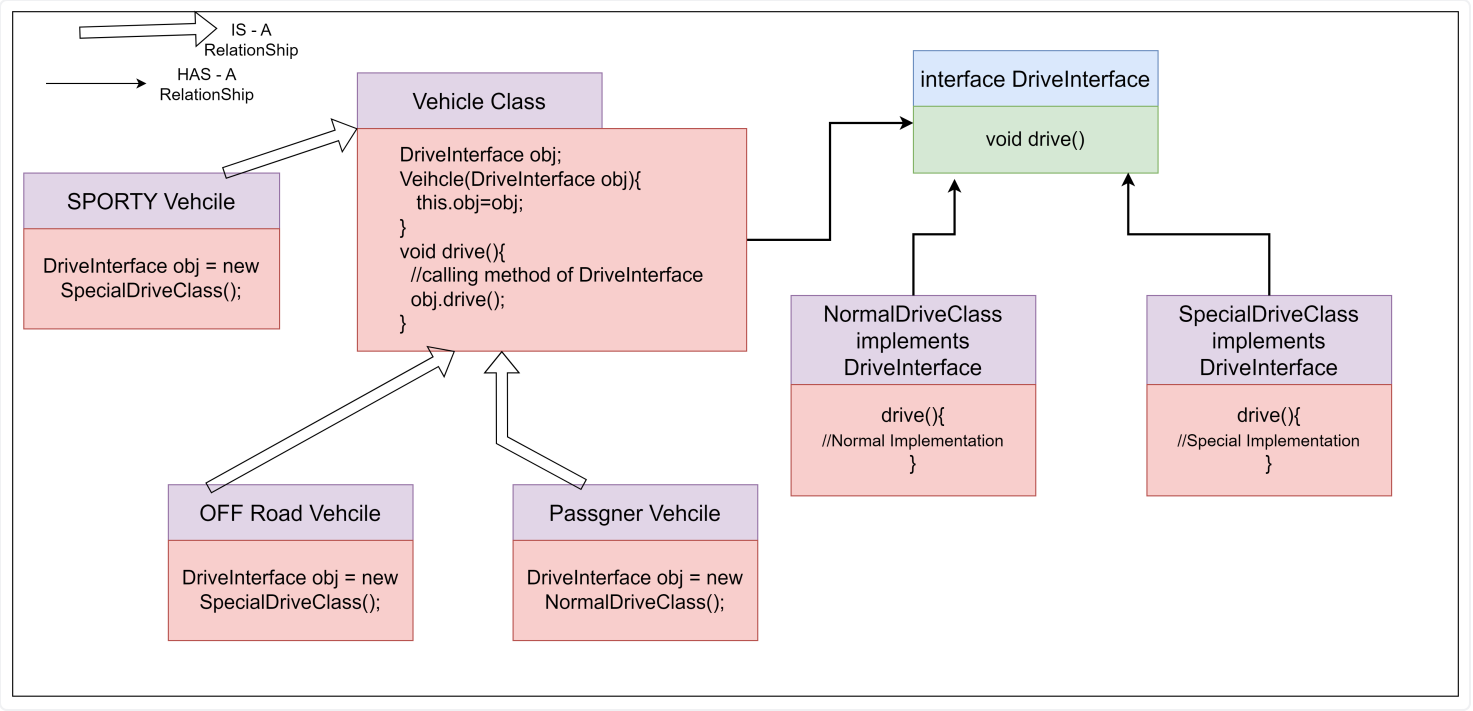 IS - A
RelationShip
HAS - A
RelationShip
Vehicle Class
DriveInterface obj;
Veihcle(DriveInterface obj){
this.obj=obj;
}
void drive(){
//calling method of DriveInterface
obj.drive();
}
interface DriveInterface
void drive()
SPORTY Vehcile
DriveInterface obj = new
SpecialDriveClass();
NormalDriveClass
implements
DriveInterface
drive(){
//Normal Implementation
}
SpecialDriveClass
implements
DriveInterface
drive(){
//Special Implementation
}
OFF Road Vehcile
DriveInterface obj = new
SpecialDriveClass();
Passgner Vehcile
DriveInterface obj = new
NormalDriveClass();